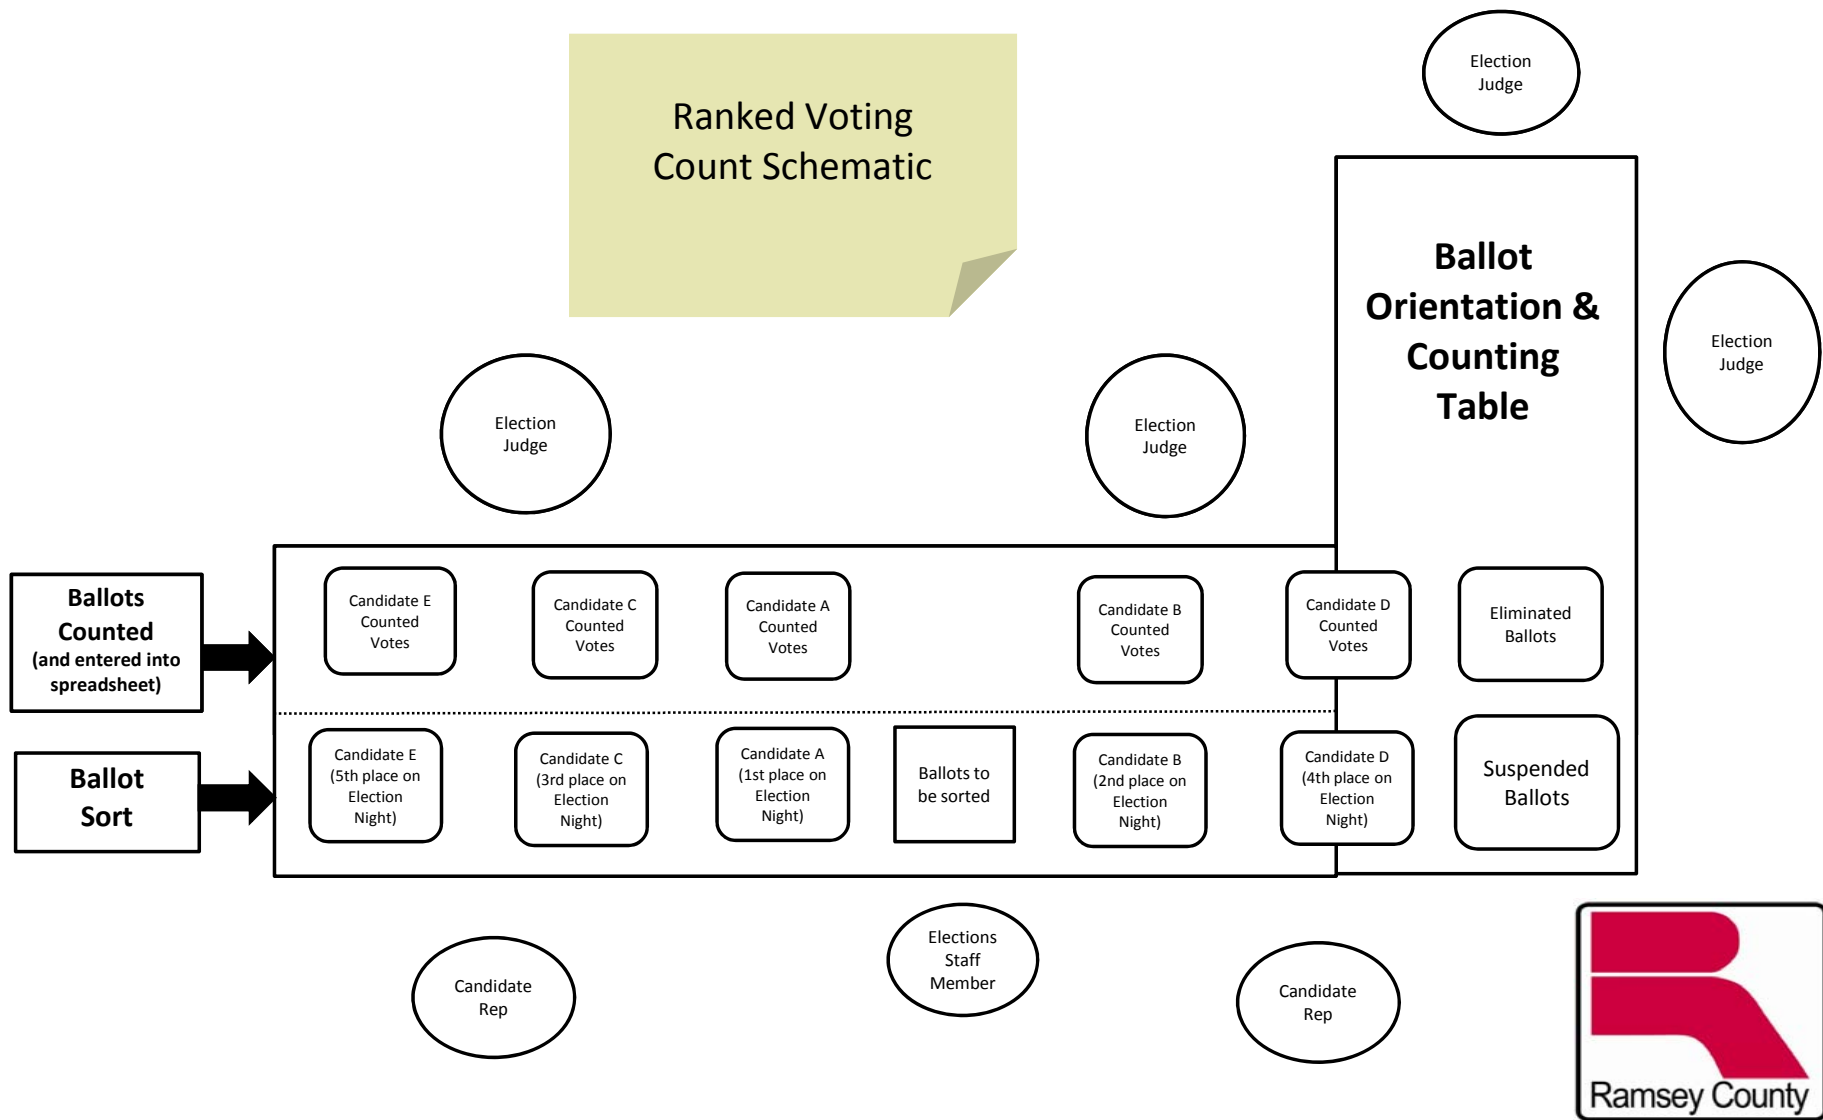 Ranked Voting
Count Schematic
Election
Judge
Ballot
Orientation &
Counting
Table
Election
Judge
Election
Judge
Election
Judge
Ballots
Counted
(and entered into
spreadsheet)
Candidate E
Counted
Votes
Candidate C
Counted
Votes
Candidate A
Counted
Votes
Candidate B
Counted
Votes
Candidate D
Counted
Votes
Eliminated
Ballots
Ballot
Sort
Candidate E
(5th place on
Election
Night)
Candidate C
(3rd place on
Election
Night)
Candidate A
(1st place on
Election
Night)
Ballots to
be sorted
Candidate B
(2nd place on
Election
Night)
Candidate D
(4th place on
Election
Night)
Suspended
Ballots
Candidate
Rep
Elections
Staff
Member
Candidate
Rep
Ramsey County